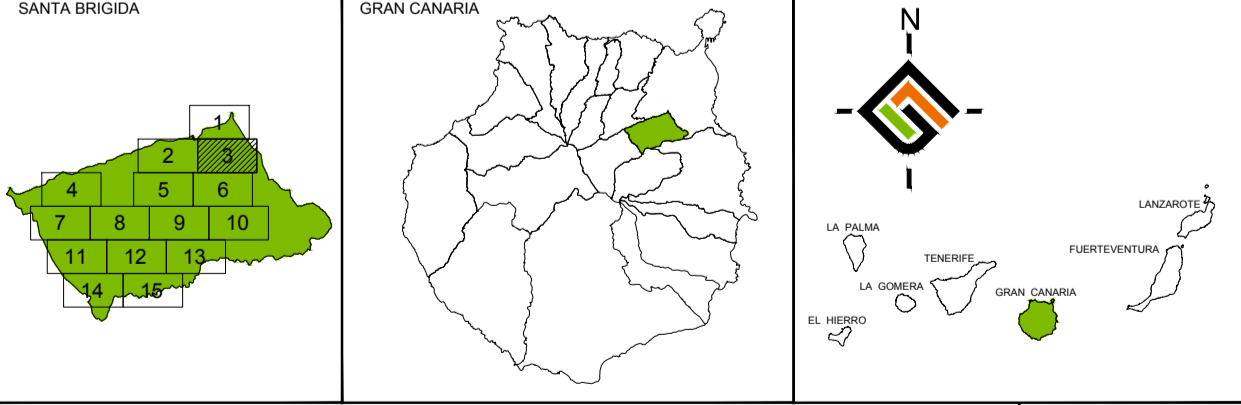 SANTA BRIGIDA
1
2 3
4 5 6
7 8 9 10
11 12 13
14 15
GRAN CANARIA
N
LANZAROTE
LA PALMA
FUERTEVENTURA
TENERIFE
LA GOMERA
GRAN CANARIA
EL HIERRO